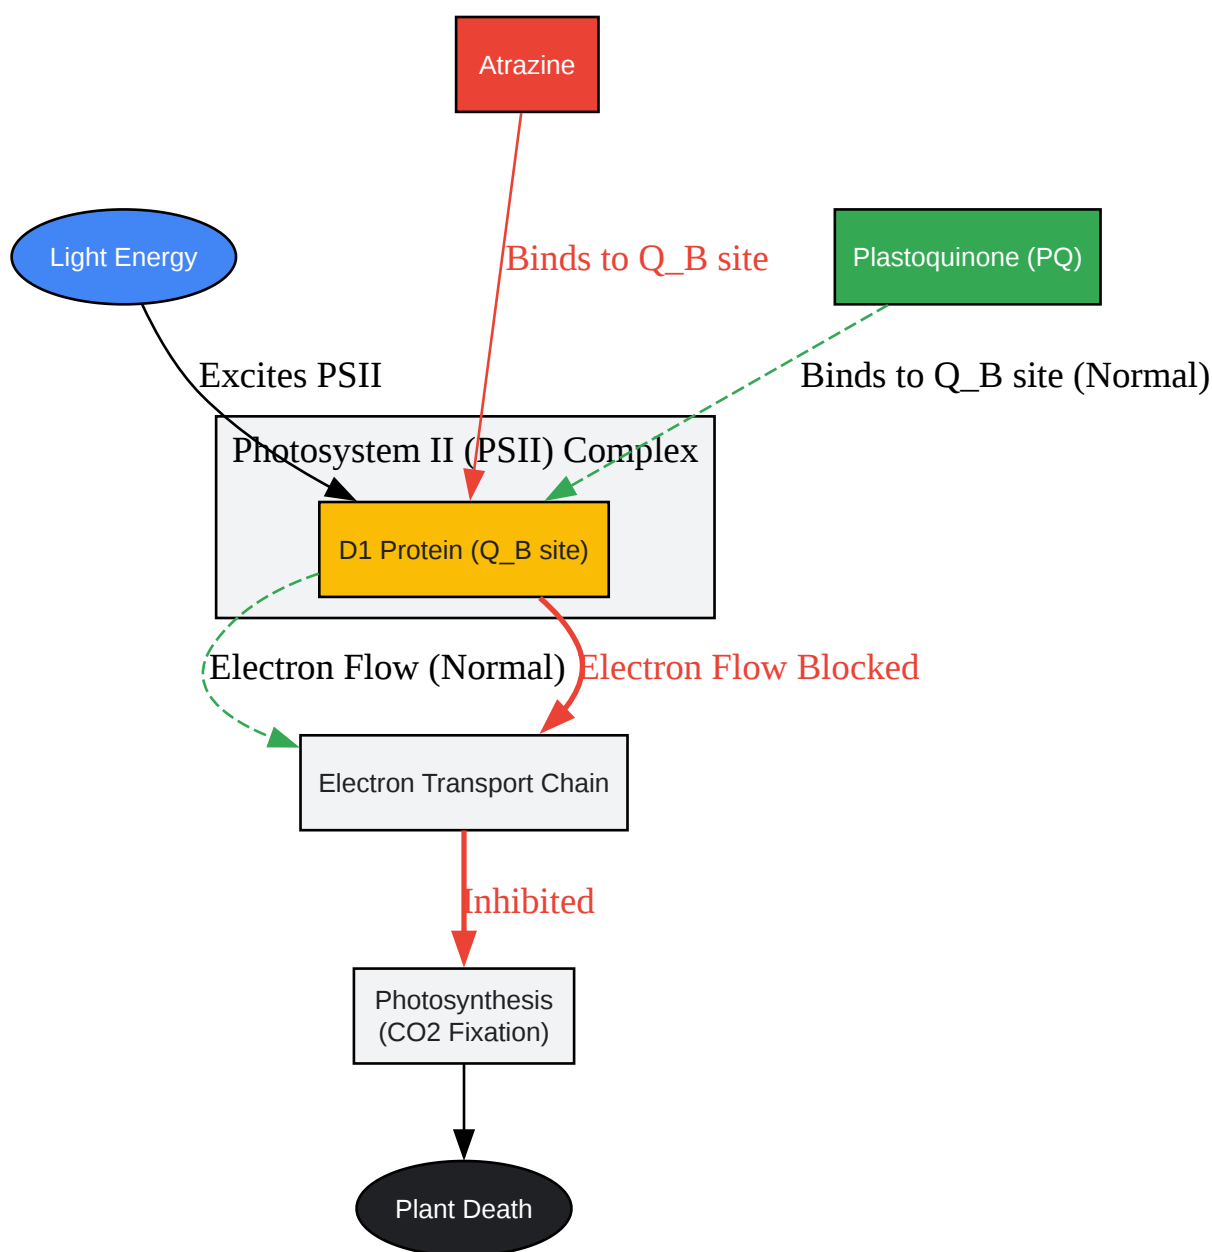 Atrazine
Light Energy
Binds to Q_B site
Plastoquinone (PQ)
Excites PSII
Binds to Q_B site (Normal)
Photosystem II (PSII) Complex
D1 Protein (Q_B site)
Electron Flow (Normal)
Electron Flow Blocked
Electron Transport Chain
Inhibited
Photosynthesis
(CO2 Fixation)
Plant Death